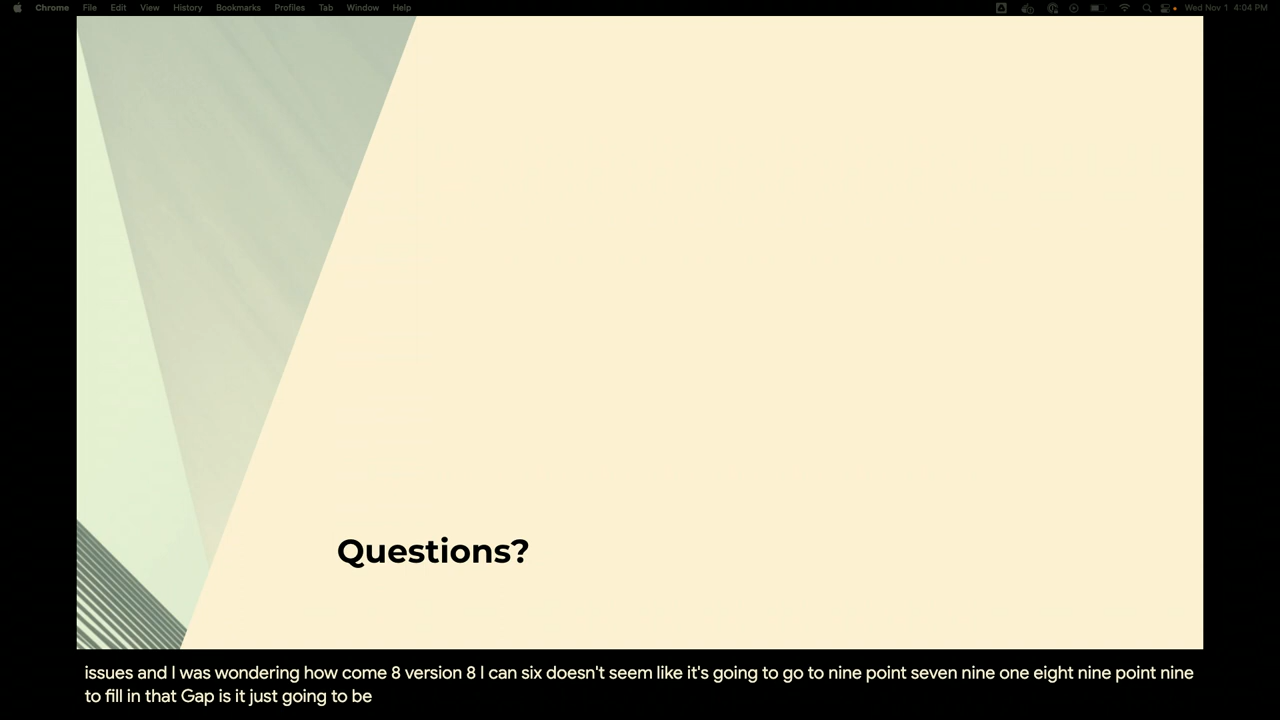 Chrome File Edit View History Bookmarks Profiles Tab Window Help Wed Nov 1 4:04 PM
Questions?
issues and I was wondering how come 8 version 8 I can six doesn't seem like it's going to go to nine point seven nine one eight nine point nine
to fill in that Gap is it just going to be